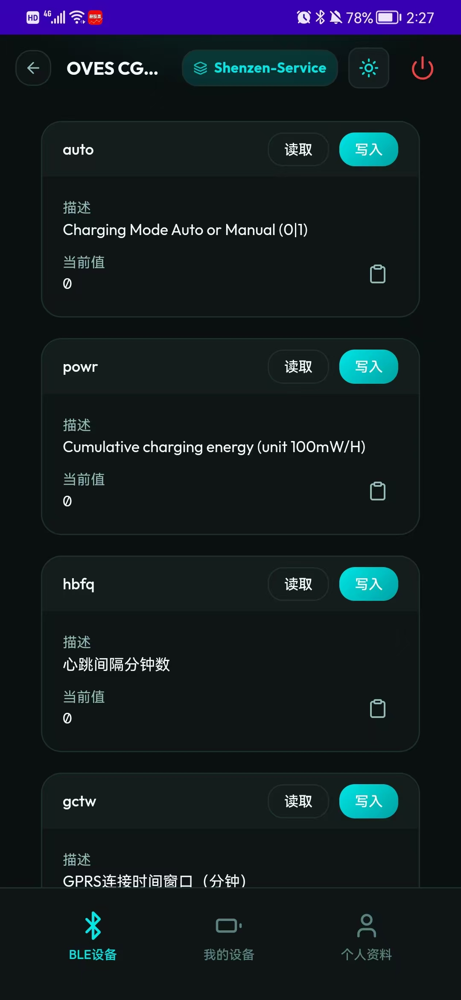 HD 4G 爱股票 78% 2:27
OVES CG... Shenzen-Service
auto 读取 写入
描述
Charging Mode Auto or Manual (0|1)
当前值
0
powr 读取 写入
描述
Cumulative charging energy (unit 100mW/H)
当前值
0
hbfq 读取 写入
描述
心跳间隔分钟数
当前值
0
gctw 读取 写入
描述
GPRS连接时间窗口（分钟）
BLE设备 我的设备 个人资料